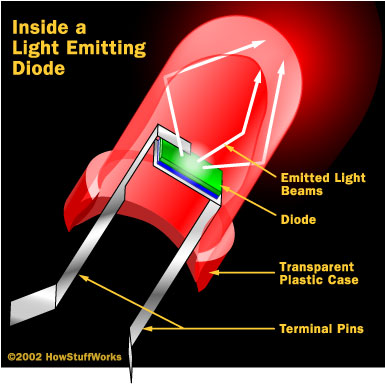 Inside a
Light Emitting
Diode
Emitted Light
Beams
Diode
Transparent
Plastic Case
Terminal Pins
©2002 HowStuffWorks